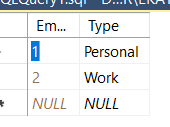 Em... Type
1 Personal
2 Work
* NULL NULL